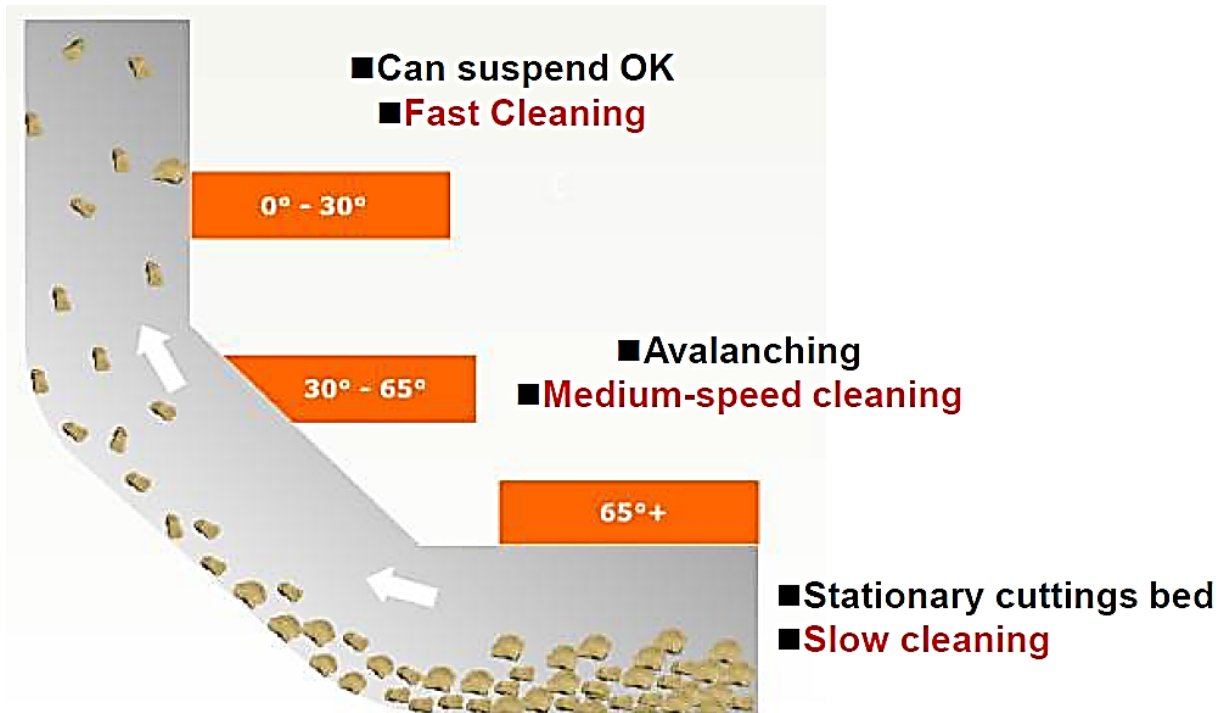 ■Can suspend OK
■Fast Cleaning
0° - 30°
■Avalanching
30° - 65°
■Medium-speed cleaning
65°+
■Stationary cuttings bed
■Slow cleaning